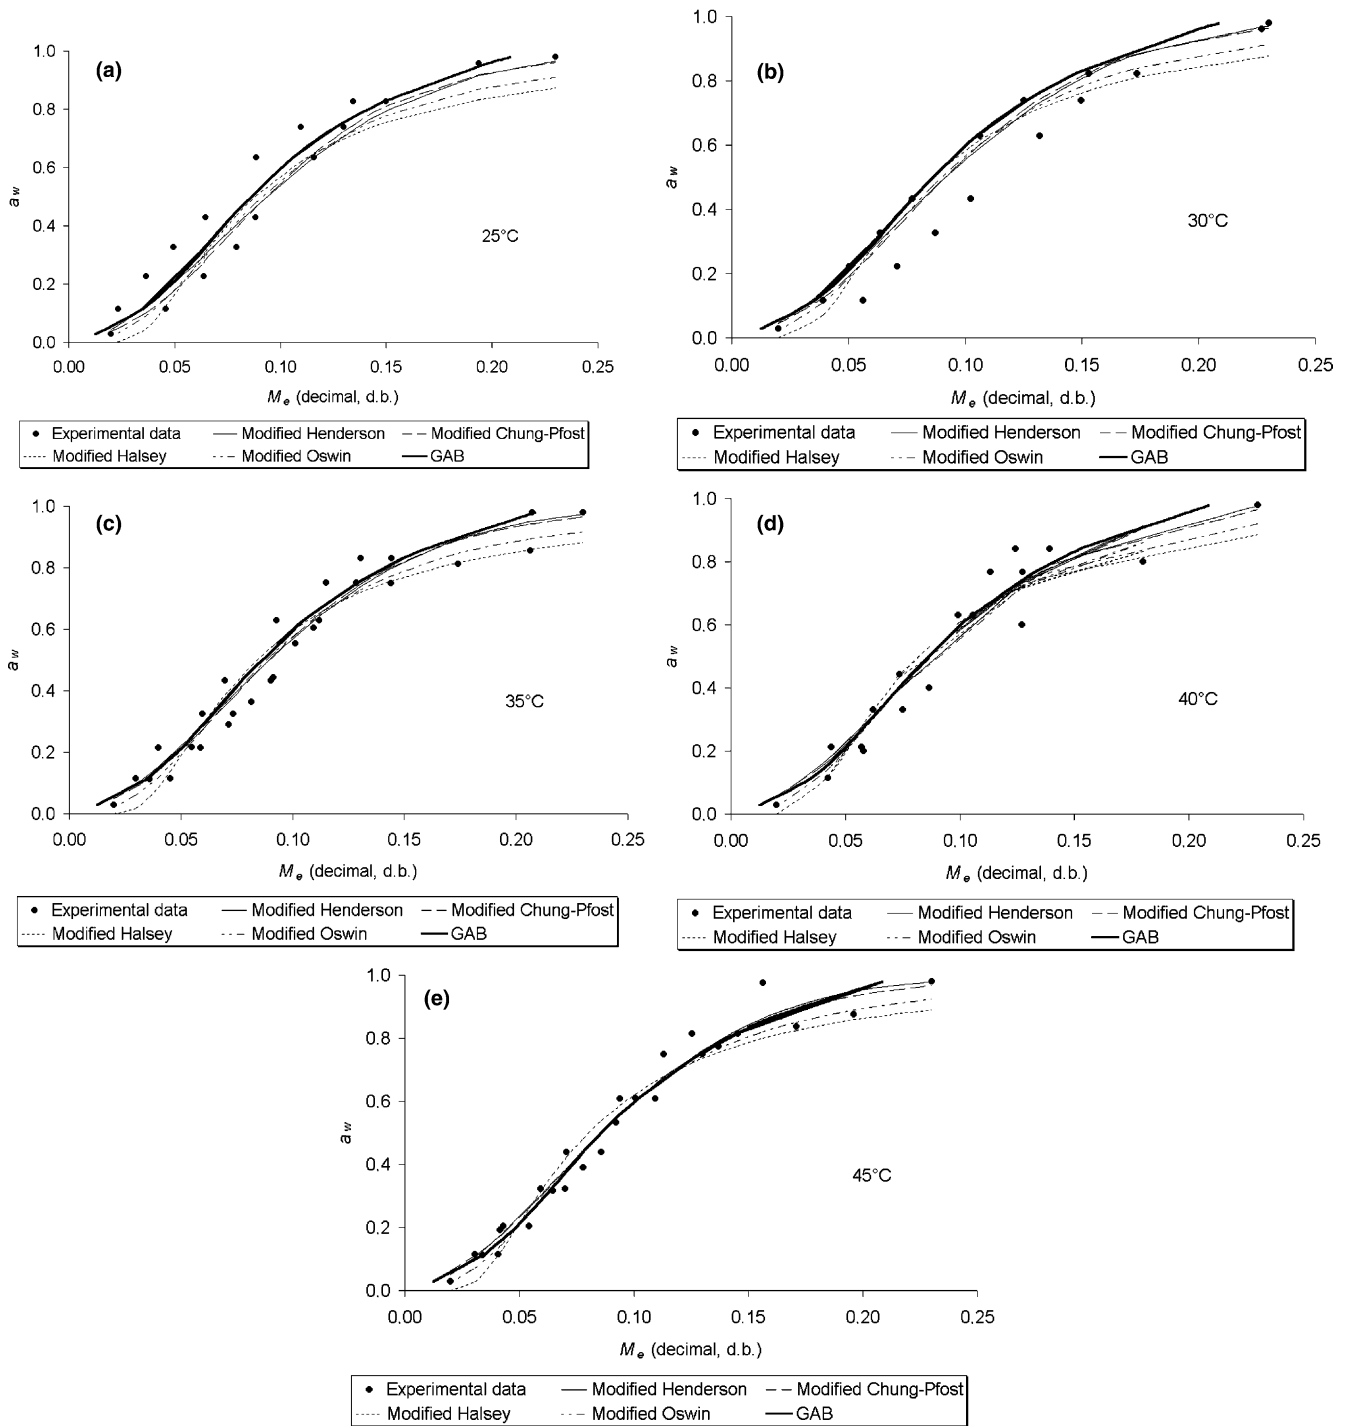 (a)
1.0
0.8
0.6
0.4
0.2
0.0
aw
25°C
0.00 0.05 0.10 0.15 0.20 0.25
Me (decimal, d.b.)
Experimental data Modified Henderson Modified Chung-Pfost
Modified Halsey Modified Oswin GAB
(b)
1.0
0.8
0.6
0.4
0.2
0.0
aw
30°C
0.00 0.05 0.10 0.15 0.20 0.25
Me (decimal, d.b.)
Experimental data Modified Henderson Modified Chung-Pfost
Modified Halsey Modified Oswin GAB
(c)
1.0
0.8
0.6
0.4
0.2
0.0
aw
35°C
0.00 0.05 0.10 0.15 0.20 0.25
Me (decimal, d.b.)
Experimental data Modified Henderson Modified Chung-Pfost
Modified Halsey Modified Oswin GAB
(d)
1.0
0.8
0.6
0.4
0.2
0.0
aw
40°C
0.00 0.05 0.10 0.15 0.20 0.25
Me (decimal, d.b.)
Experimental data Modified Henderson Modified Chung-Pfost
Modified Halsey Modified Oswin GAB
(e)
1.0
0.8
0.6
0.4
0.2
0.0
aw
45°C
0.00 0.05 0.10 0.15 0.20 0.25
Me (decimal, d.b.)
Experimental data Modified Henderson Modified Chung-Pfost
Modified Halsey Modified Oswin GAB